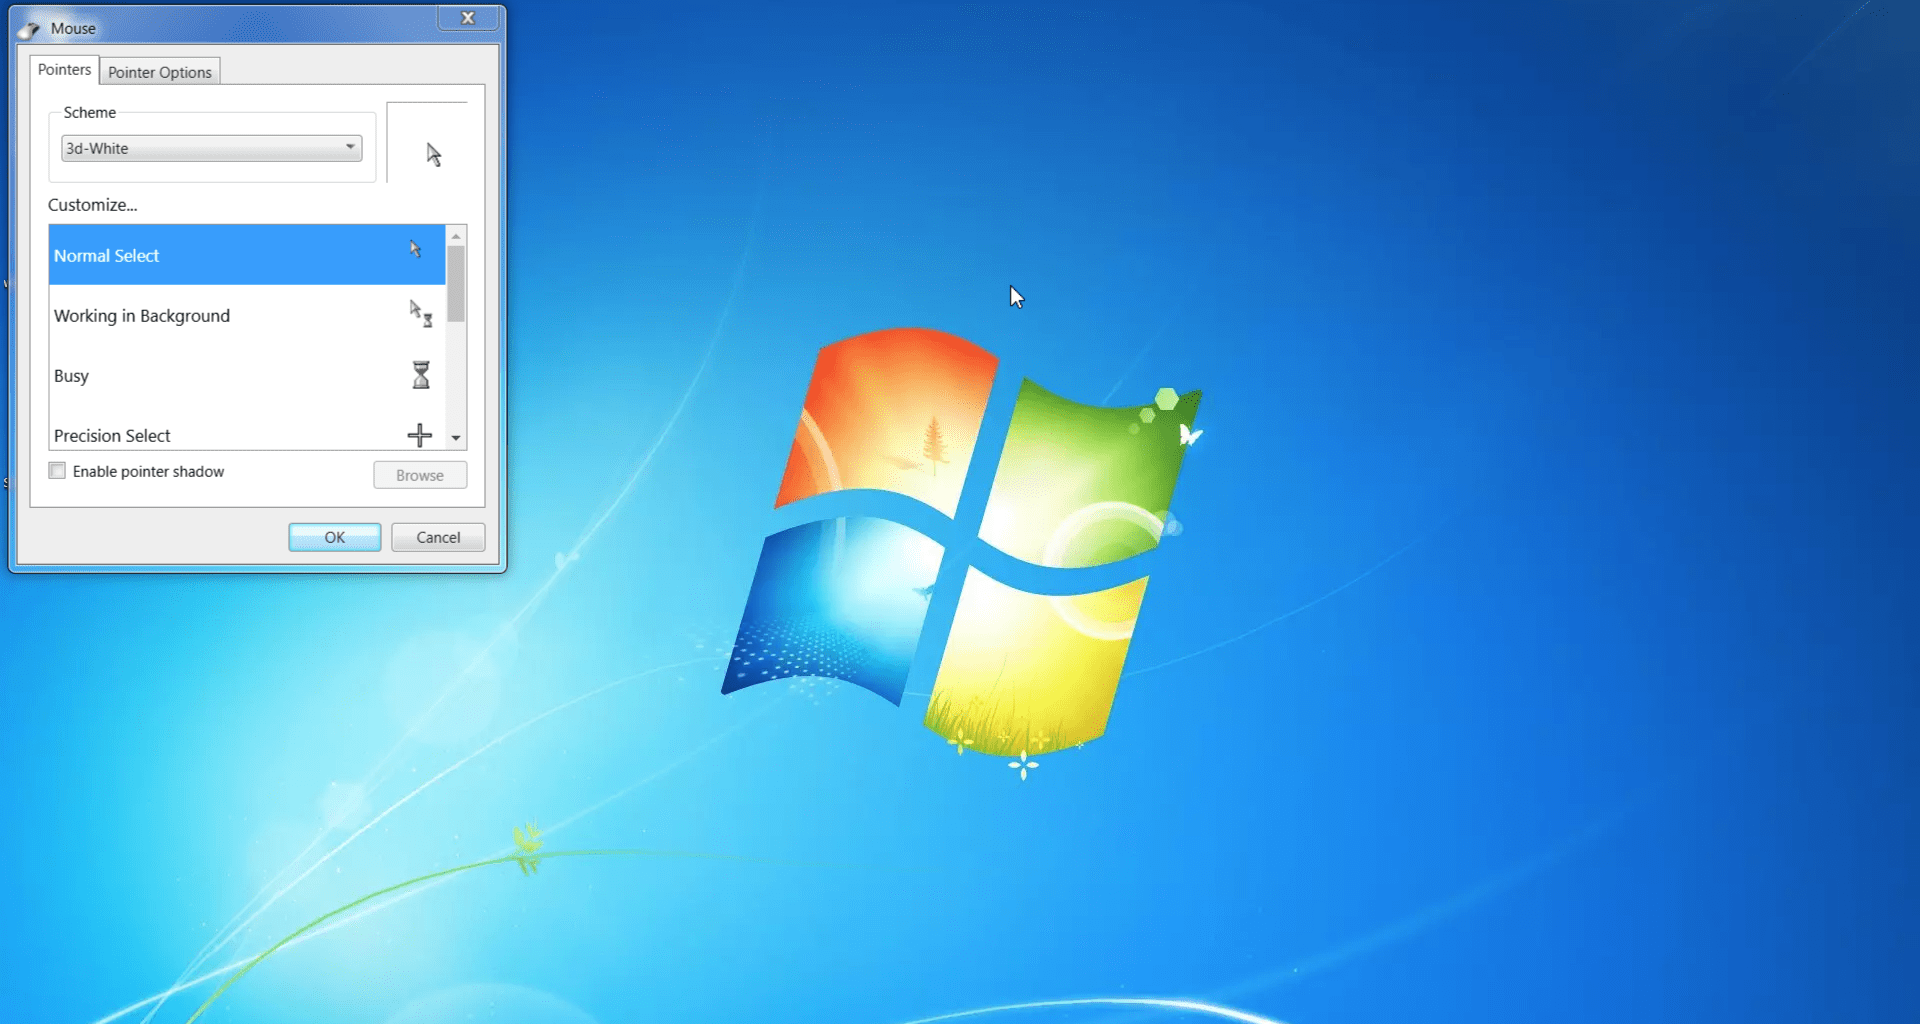 Mouse
Pointers
Pointer Options
Scheme
3d-White
Customize...
Normal Select
Working in Background
Busy
Precision Select
Enable pointer shadow
Browse
OK
Cancel